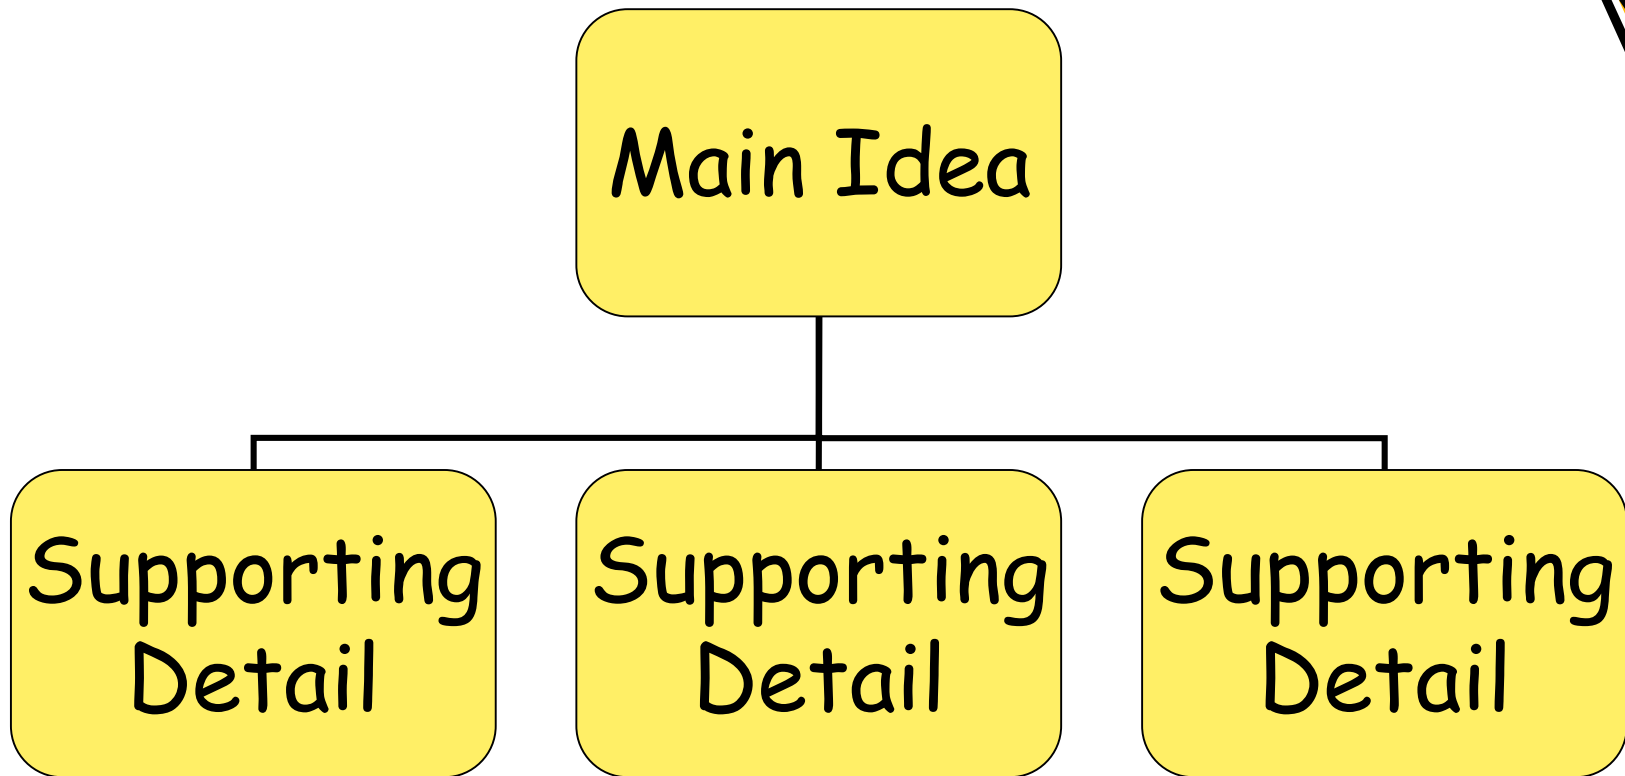 Main Idea
Supporting
Detail
Supporting
Detail
Supporting
Detail